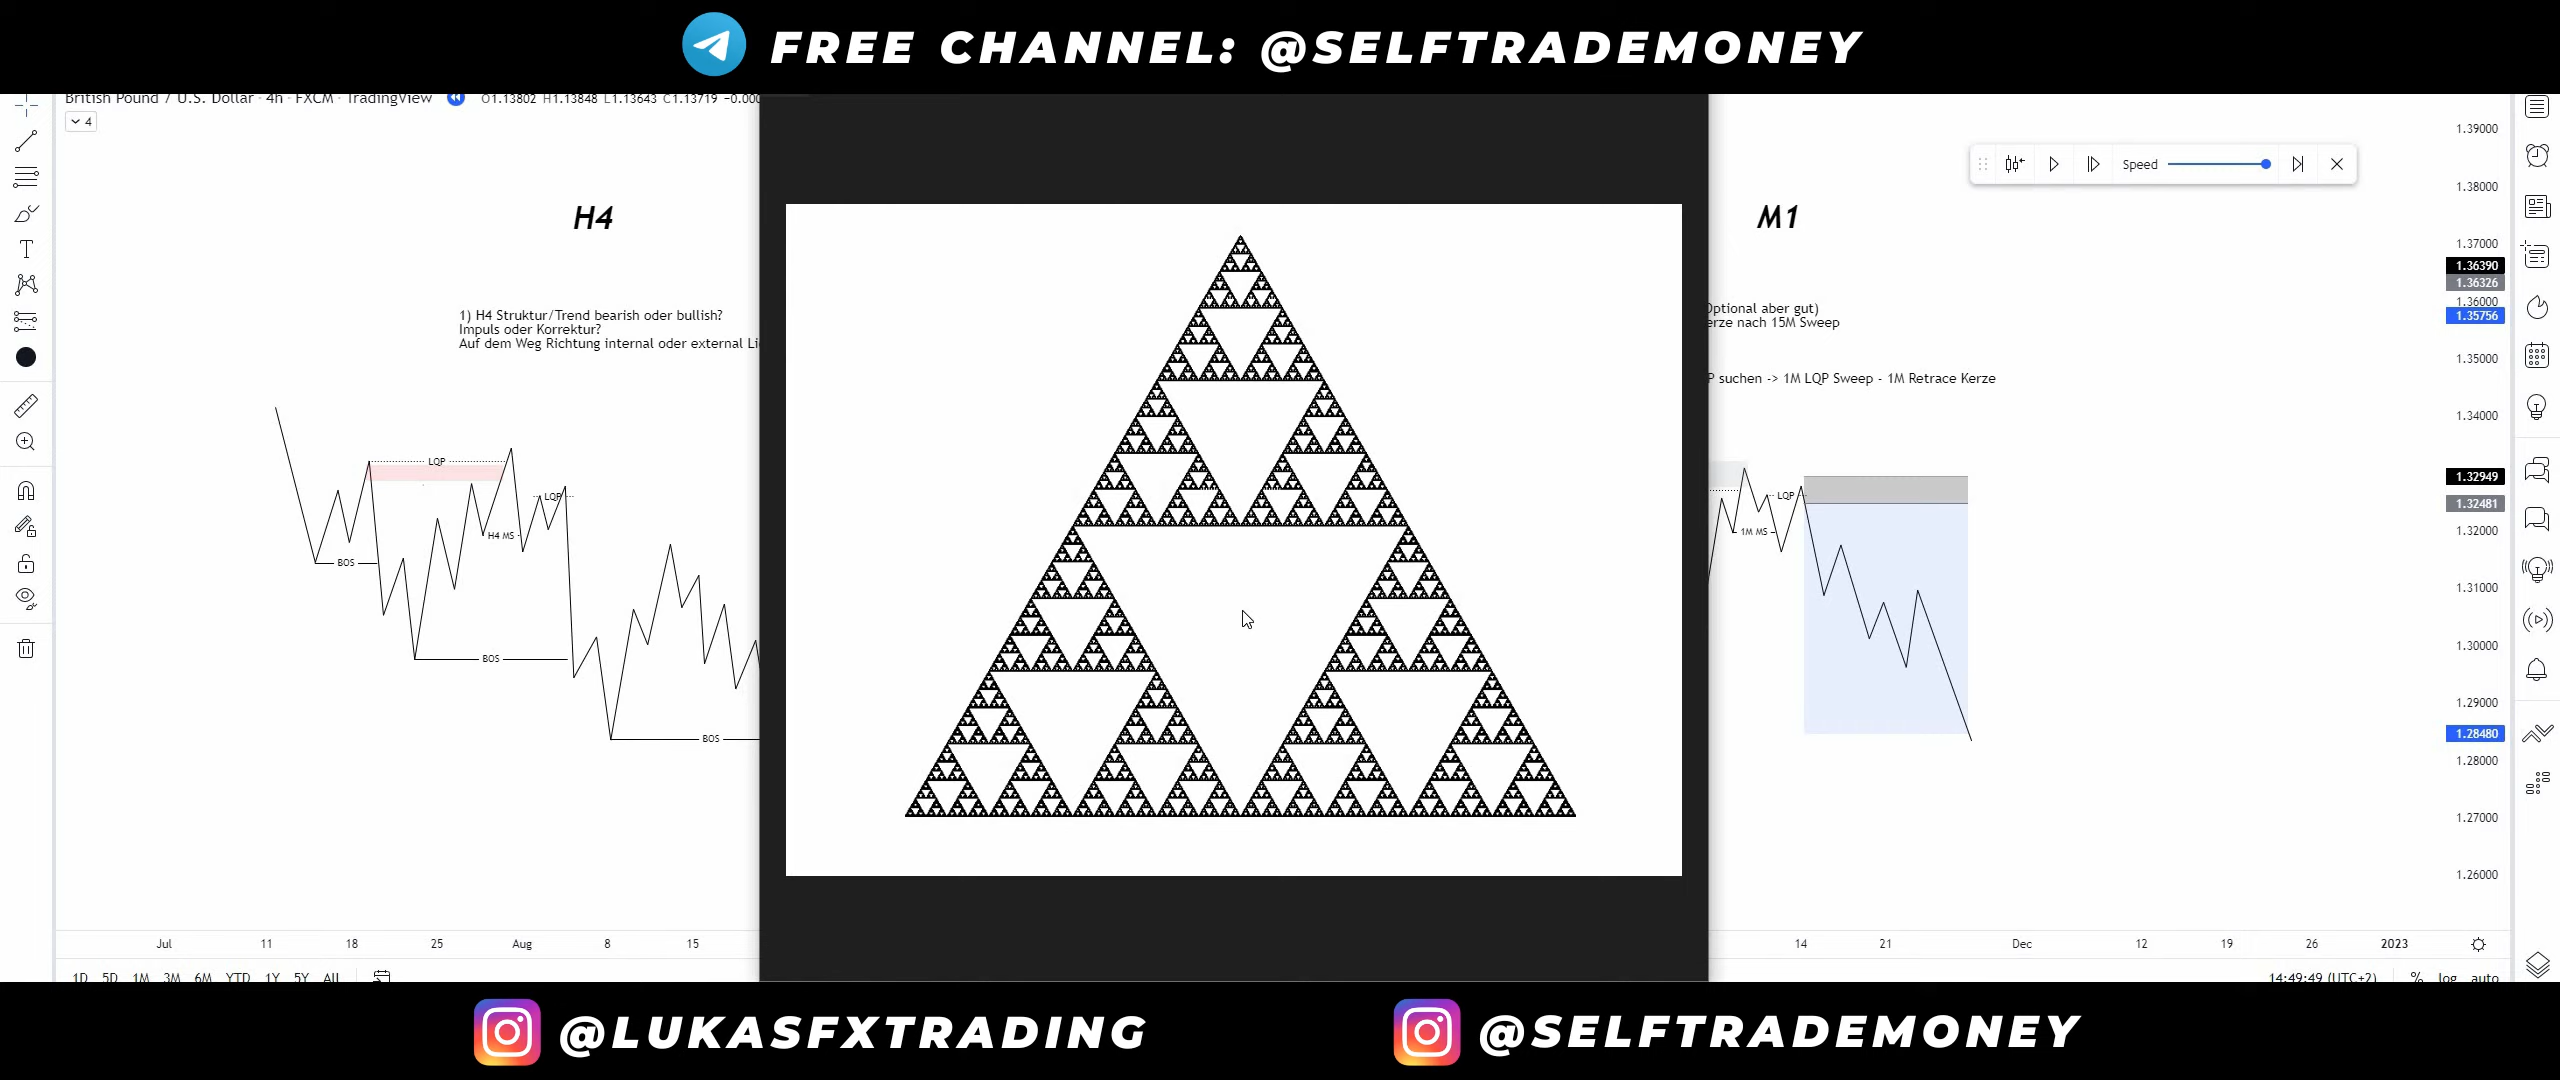 FREE CHANNEL: @SELFTRADEMONEY
British Pound / U.S. Dollar · 4h · FXCM · TradingView
O1.13802 H1.13848 L1.13643 C1.13719 −0.000
4
Speed
H4
M1
1) H4 Struktur/Trend bearish oder bullish?
Impuls oder Korrektur?
Auf dem Weg Richtung internal oder external
Optional aber gut)
nach 15M Sweep
suchen -> 1M LQP Sweep - 1M Retrace Kerze
LQP
LQP
H4 MS
BOS
BOS
BOS
LQP
1M MS
1.39000
1.38000
1.37000
1.36390
1.36326
1.36000
1.35756
1.35000
1.34000
1.32949
1.32481
1.32000
1.31000
1.30000
1.29000
1.28480
1.28000
1.27000
1.26000
Jul 11 18 25 Aug 8 15 14 21 Dec 12 19 26 2023
1D 5D 1M 3M 6M YTD 1Y 5Y All
14:49:49 (UTC+2) % log auto
@LUKASFXTRADING
@SELFTRADEMONEY